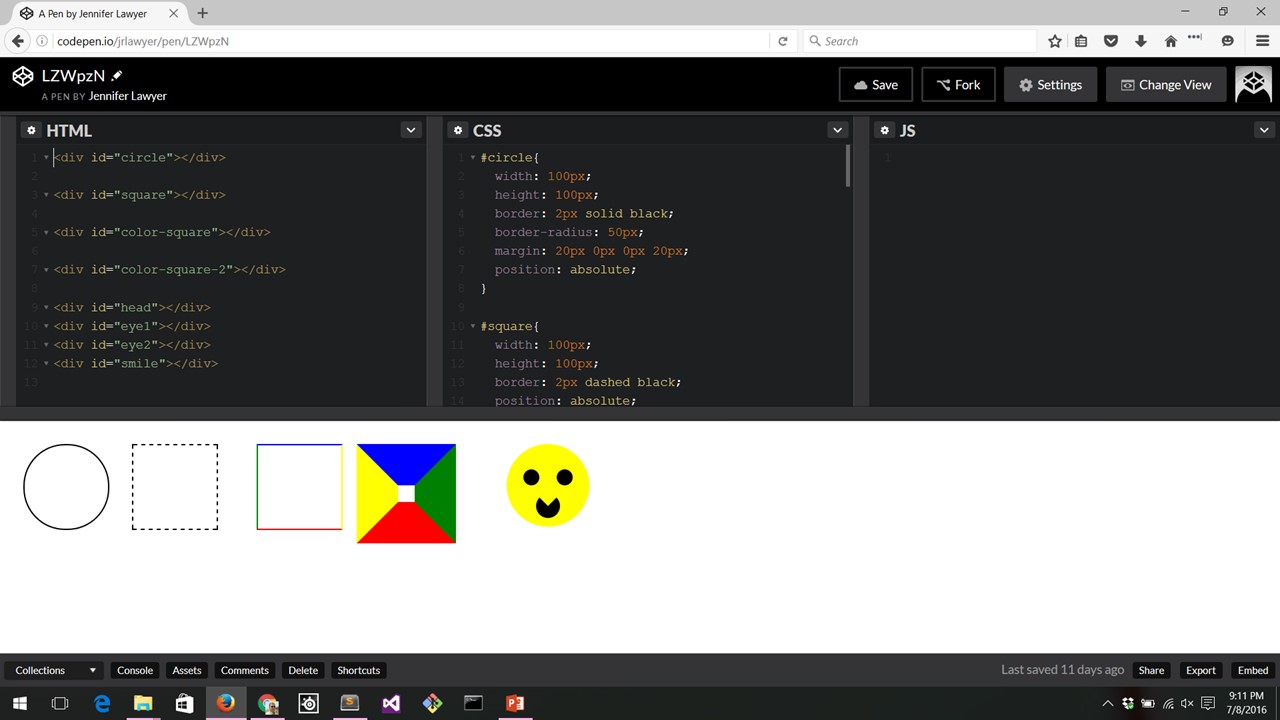 A Pen by Jennifer Lawyer
codepen.io/jrlawyer/pen/LZWpzN
Search
LZWpzN
A PEN BY Jennifer Lawyer
Save
Fork
Settings
Change View
HTML
1 <div id="circle"></div>
2
3 <div id="square"></div>
4
5 <div id="color-square"></div>
6
7 <div id="color-square-2"></div>
8
9 <div id="head"></div>
10 <div id="eye1"></div>
11 <div id="eye2"></div>
12 <div id="smile"></div>
13
CSS
1 #circle{
2 width: 100px;
3 height: 100px;
4 border: 2px solid black;
5 border-radius: 50px;
6 margin: 20px 0px 0px 20px;
7 position: absolute;
8 }
9
10 #square{
11 width: 100px;
12 height: 100px;
13 border: 2px dashed black;
14 position: absolute;
JS
1
Collections
Console
Assets
Comments
Delete
Shortcuts
Last saved 11 days ago
Share
Export
Embed
9:11 PM
7/8/2016